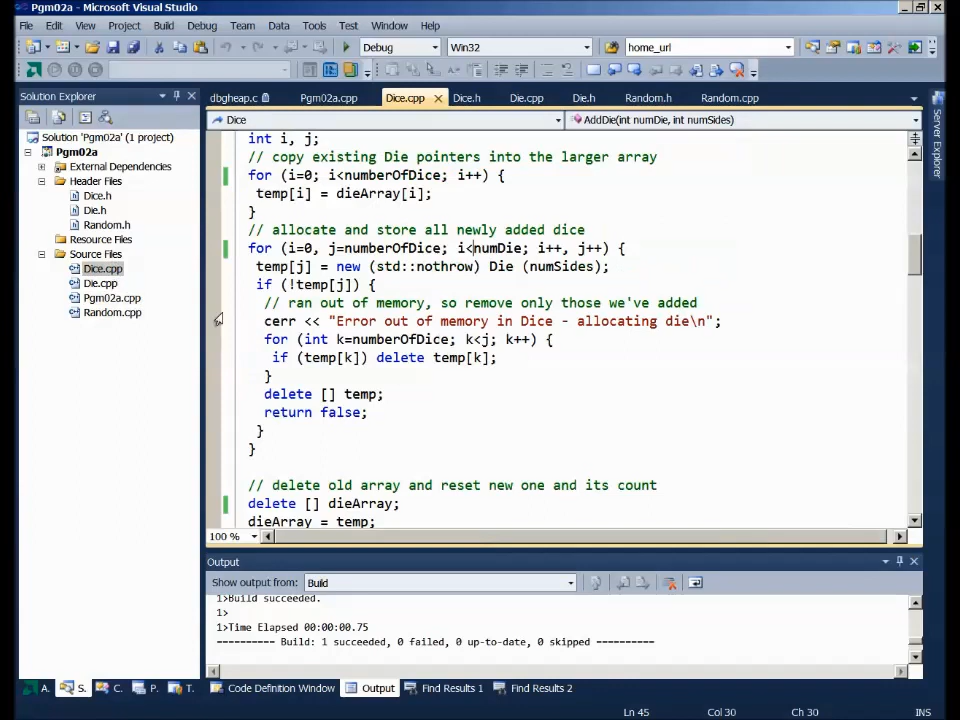 Pgm02a - Microsoft Visual Studio
File Edit View Project Build Debug Team Data Tools Test Window Help
Debug Win32 home_url
Solution Explorer
dbgheap.c Pgm02a.cpp Dice.cpp Dice.h Die.cpp Die.h Random.h Random.cpp
Dice AddDie(int numDie, int numSides)
Solution 'Pgm02a' (1 project)
Pgm02a
External Dependencies
Header Files
Dice.h
Die.h
Random.h
Resource Files
Source Files
Dice.cpp
Die.cpp
Pgm02a.cpp
Random.cpp
int i, j;
// copy existing Die pointers into the larger array
for (i=0; i<numberOfDice; i++) {
temp[i] = dieArray[i];
}
// allocate and store all newly added dice
for (i=0, j=numberOfDice; i<numDie; i++, j++) {
temp[j] = new (std::nothrow) Die (numSides);
if (!temp[j]) {
// ran out of memory, so remove only those we've added
cerr << "Error out of memory in Dice - allocating die\n";
for (int k=numberOfDice; k<j; k++) {
if (temp[k]) delete temp[k];
}
delete [] temp;
return false;
}
}
// delete old array and reset new one and its count
delete [] dieArray;
dieArray = temp;
100 %
Server Explorer
Output
Show output from: Build
1>Build succeeded.
1>
1>Time Elapsed 00:00:00.75
========== Build: 1 succeeded, 0 failed, 0 up-to-date, 0 skipped ==========
A. S. C. P. T. Code Definition Window Output Find Results 1 Find Results 2
Ln 45 Col 30 Ch 30 INS